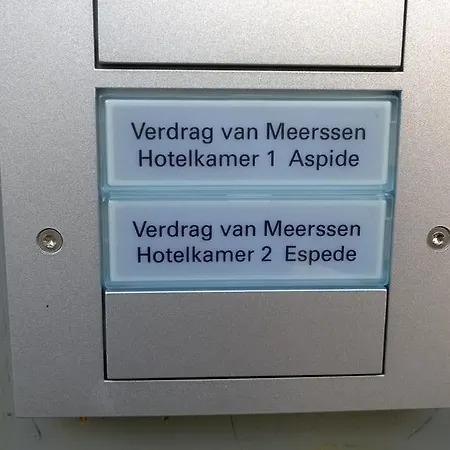 Verdrag van Meerssen
Hotelkamer 1 Aspide
Verdrag van Meerssen
Hotelkamer 2 Espede